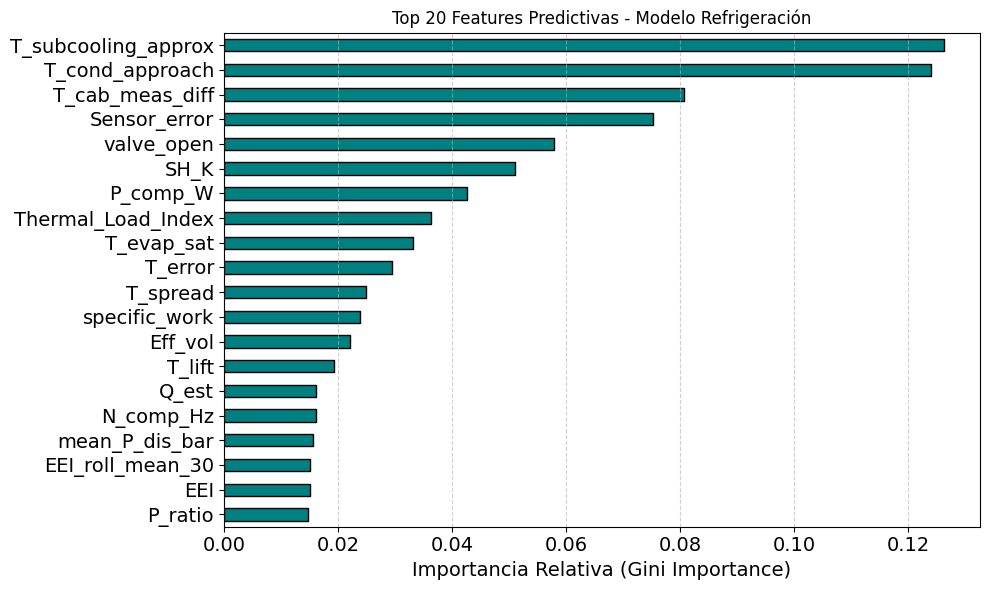 Top 20 Features Predictivas - Modelo Refrigeración
T_subcooling_approx
T_cond_approach
T_cab_meas_diff
Sensor_error
valve_open
SH_K
P_comp_W
Thermal_Load_Index
T_evap_sat
T_error
T_spread
specific_work
Eff_vol
T_lift
Q_est
N_comp_Hz
mean_P_dis_bar
EEI_roll_mean_30
EEI
P_ratio
0.00 0.02 0.04 0.06 0.08 0.10 0.12
Importancia Relativa (Gini Importance)